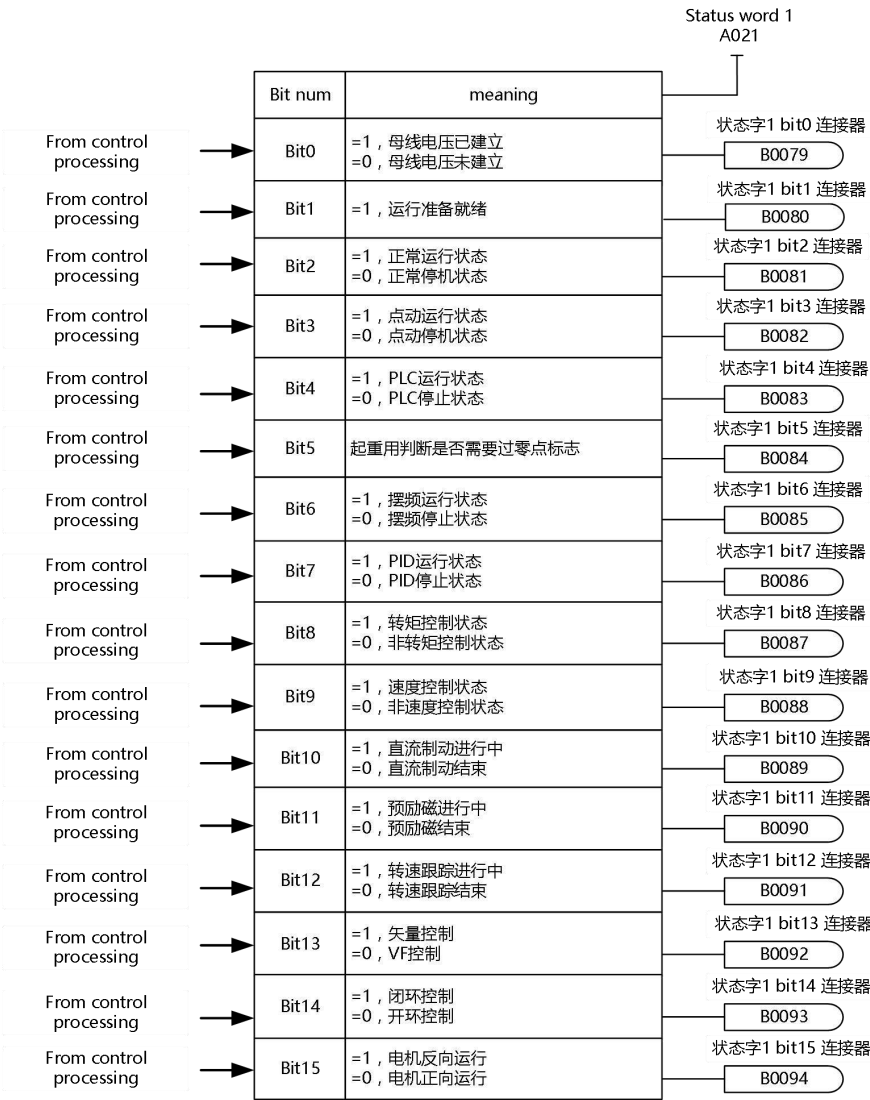 Status word 1
A021
Bit num
meaning
From control
processing
Bit0
=1，母线电压已建立
=0，母线电压未建立
状态字1 bit0 连接器
B0079
From control
processing
Bit1
=1，运行准备就绪
状态字1 bit1 连接器
B0080
From control
processing
Bit2
=1，正常运行状态
=0，正常停机状态
状态字1 bit2 连接器
B0081
From control
processing
Bit3
=1，点动运行状态
=0，点动停机状态
状态字1 bit3 连接器
B0082
From control
processing
Bit4
=1，PLC运行状态
=0，PLC停止状态
状态字1 bit4 连接器
B0083
From control
processing
Bit5
起重用判断是否需要过零点标志
状态字1 bit5 连接器
B0084
From control
processing
Bit6
=1，摆频运行状态
=0，摆频停止状态
状态字1 bit6 连接器
B0085
From control
processing
Bit7
=1，PID运行状态
=0，PID停止状态
状态字1 bit7 连接器
B0086
From control
processing
Bit8
=1，转矩控制状态
=0，非转矩控制状态
状态字1 bit8 连接器
B0087
From control
processing
Bit9
=1，速度控制状态
=0，非速度控制状态
状态字1 bit9 连接器
B0088
From control
processing
Bit10
=1，直流制动进行中
=0，直流制动结束
状态字1 bit10 连接器
B0089
From control
processing
Bit11
=1，预励磁进行中
=0，预励磁结束
状态字1 bit11 连接器
B0090
From control
processing
Bit12
=1，转速跟踪进行中
=0，转速跟踪结束
状态字1 bit12 连接器
B0091
From control
processing
Bit13
=1，矢量控制
=0，VF控制
状态字1 bit13 连接器
B0092
From control
processing
Bit14
=1，闭环控制
=0，开环控制
状态字1 bit14 连接器
B0093
From control
processing
Bit15
=1，电机反向运行
=0，电机正向运行
状态字1 bit15 连接器
B0094